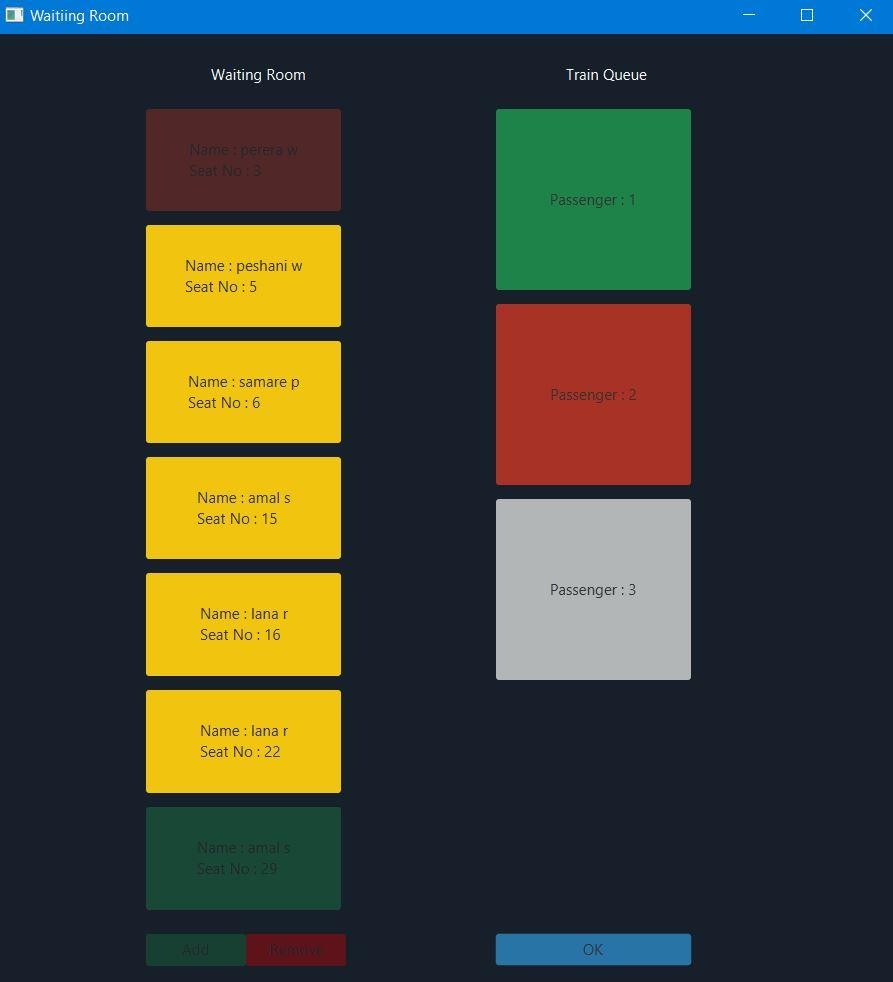 Waitiing Room
Waiting Room
Train Queue
Name : perera w
Seat No : 3
Name : peshani w
Seat No : 5
Name : samare p
Seat No : 6
Name : amal s
Seat No : 15
Name : lana r
Seat No : 16
Name : lana r
Seat No : 22
Name : amal s
Seat No : 29
Passenger : 1
Passenger : 2
Passenger : 3
Add
Remove
OK